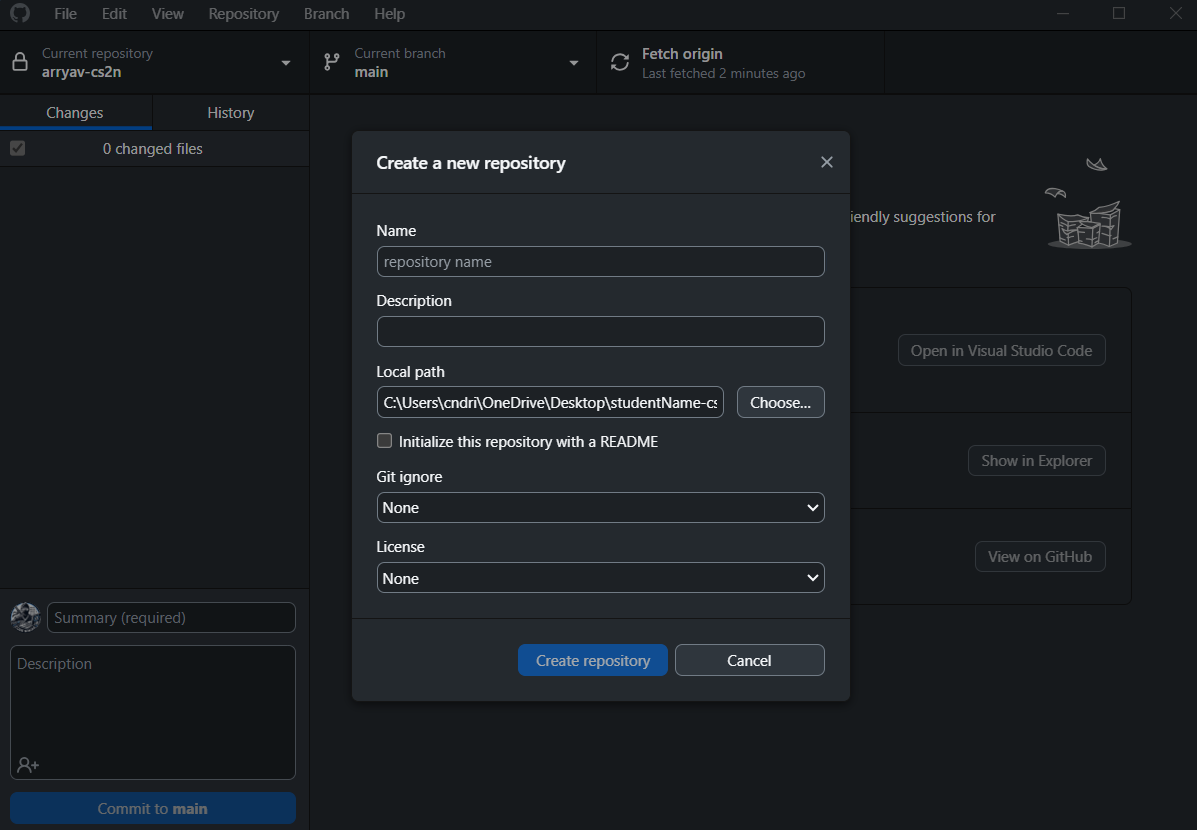 File Edit View Repository Branch Help
Current repository
arryav-cs2n
Current branch
main
Fetch origin
Last fetched 2 minutes ago
Changes
History
0 changed files
Create a new repository
iendly suggestions for
Name
repository name
Description
Open in Visual Studio Code
Local path
C:\Users\cndri\OneDrive\Desktop\studentName-cs
Choose...
Initialize this repository with a README
Show in Explorer
Git ignore
None
License
View on GitHub
None
Summary (required)
Description
Create repository
Cancel
Commit to main